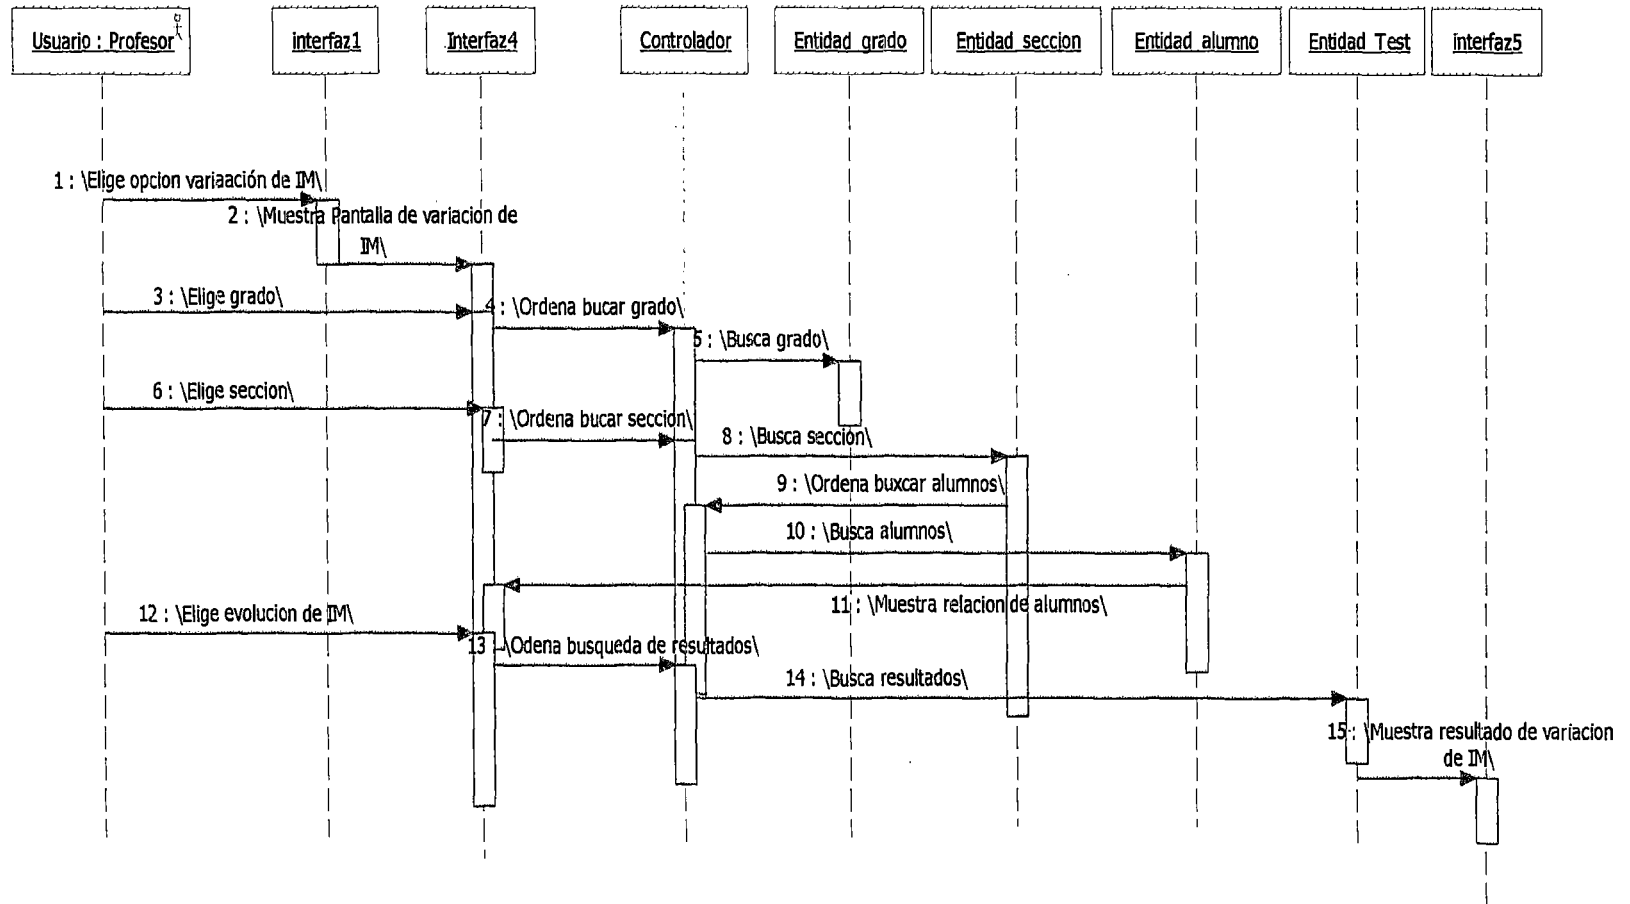 Usuario : Profesor
interfaz1
Interfaz4
Controlador
Entidad grado
Entidad seccion
Entidad alumno
Entidad Test
interfaz5
1 : \Elige opcion variaación de IM\
2 : \Muestra Pantalla de variacion de
IM\
3 : \Elige grado\
4 : \Ordena bucar grado\
5 : \Busca grado\
6 : \Elige seccion\
7 : \Ordena bucar seccion\
8 : \Busca seccion\
9 : \Ordena buxcar alumnos\
10 : \Busca alumnos\
11 : \Muestra relacion de alumnos\
12 : \Elige evolucion de IM\
13 : \Odena busqueda de resultados\
14 : \Busca resultados\
15 : \Muestra resultado de variacion
de IM\